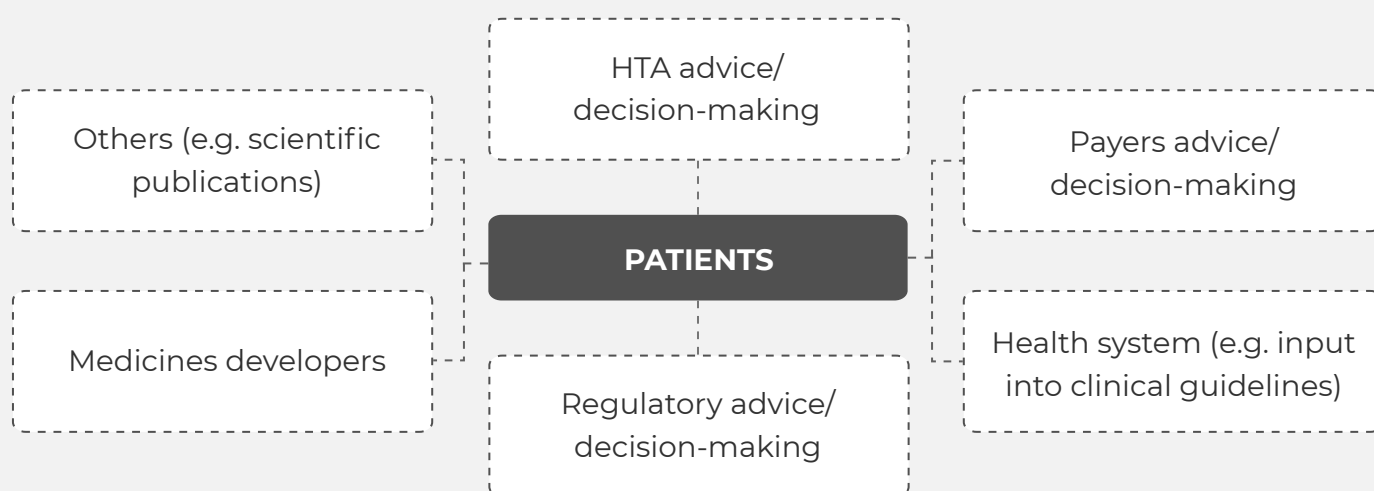 HTA advice/
decision-making
Others (e.g. scientific
publications)
Payers advice/
decision-making
PATIENTS
Medicines developers
Health system (e.g. input
into clinical guidelines)
Regulatory advice/
decision-making